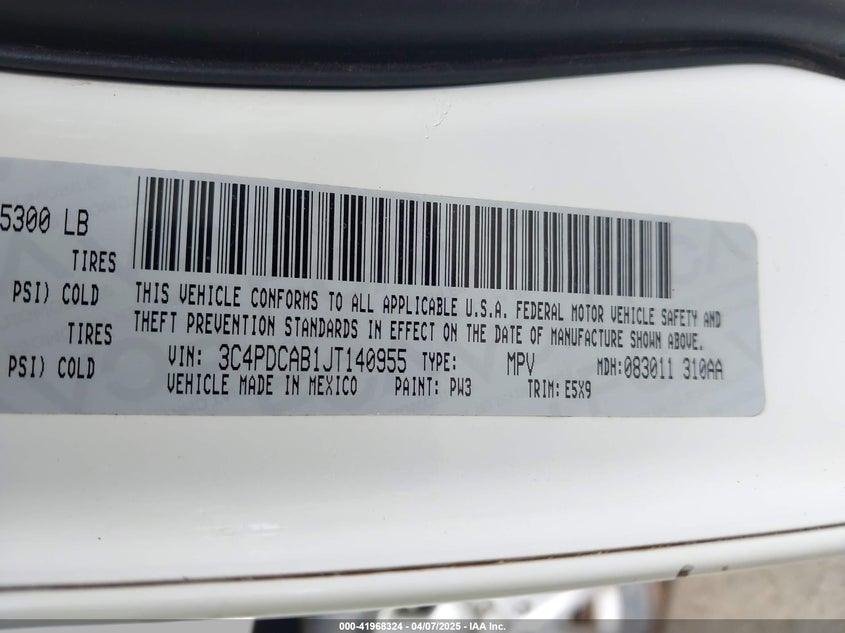 5300 LB
TIRES
PSI) COLD
TIRES
PSI) COLD
THIS VEHICLE CONFORMS TO ALL APPLICABLE U.S.A. FEDERAL MOTOR VEHICLE SAFETY AND
THEFT PREVENTION STANDARDS IN EFFECT ON THE DATE OF MANUFACTURE SHOWN ABOVE.
VIN: 3C4PDCAB1JT140955 TYPE: MPV MDH:083011 310AA
VEHICLE MADE IN MEXICO PAINT: PW3 TRIM: E5X9
000-41968324 - 04/07/2025 - IAA Inc.